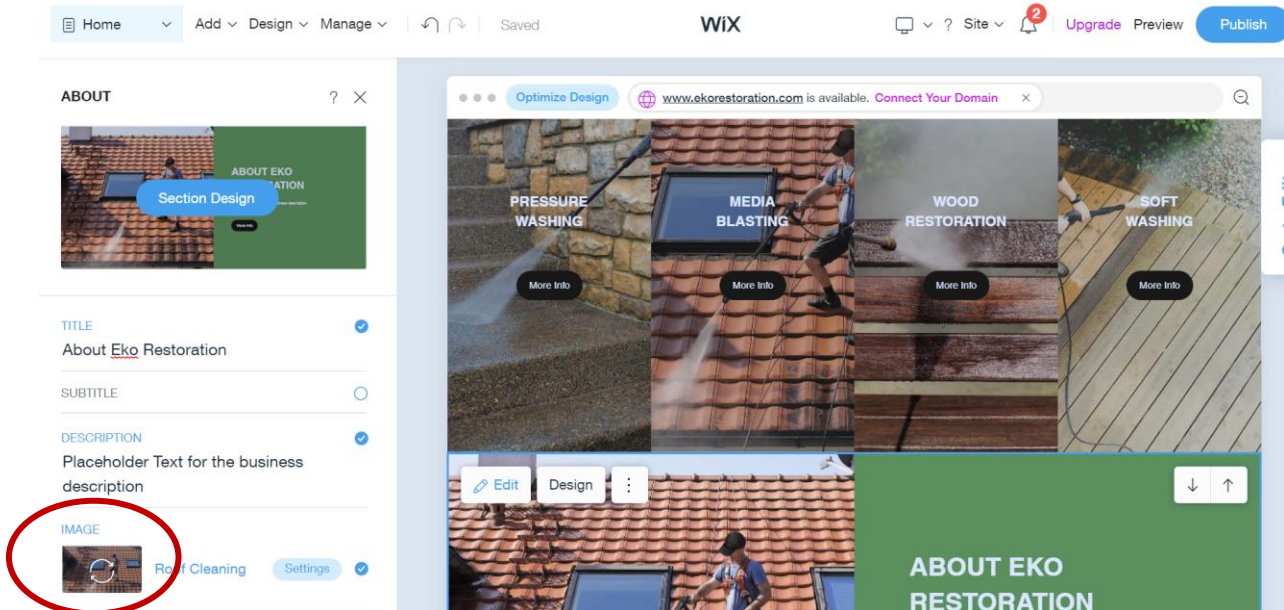 Home Add Design Manage Saved WiX ? Site 2 Upgrade Preview Publish
ABOUT ?
ABOUT EKO
Section Design
More Info
TITLE
About Eko Restoration
SUBTITLE
DESCRIPTION
Placeholder Text for the business
description
IMAGE
Roof Cleaning Settings
Optimize Design www.ekorestoration.com is available. Connect Your Domain
PRESSURE
WASHING
More Info
MEDIA
BLASTING
More Info
WOOD
RESTORATION
More Info
SOFT
WASHING
More Info
Edit Design
ABOUT EKO
RESTORATION